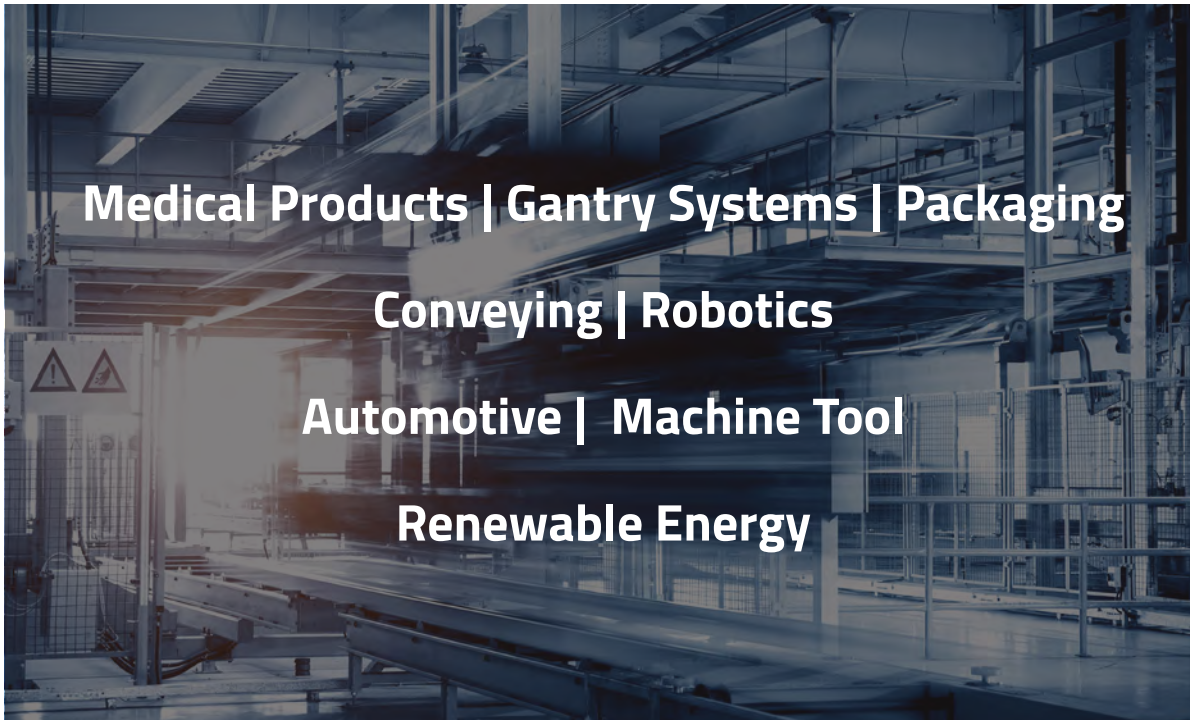 Medical Products | Gantry Systems | Packaging
Conveying | Robotics
Automotive |  Machine Tool
Renewable Energy